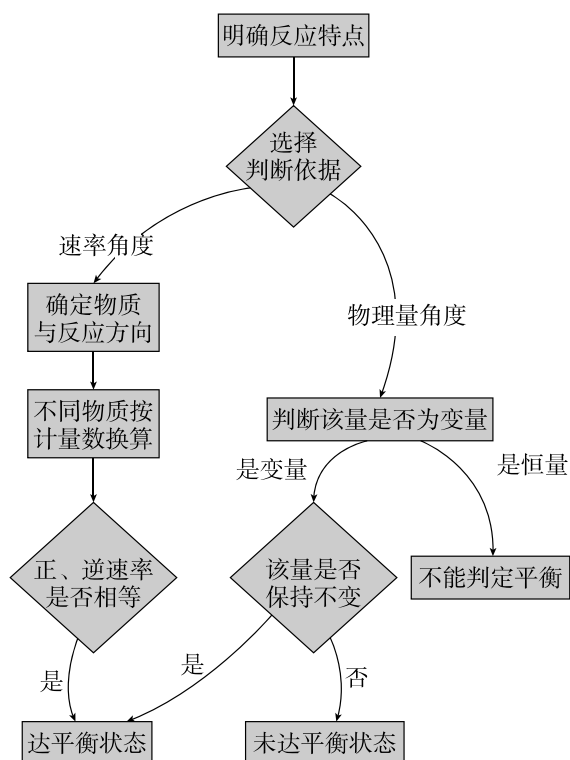 明确反应特点
选择
判断依据
速率角度
物理量角度
确定物质
与反应方向
不同物质按
计量数换算
判断该量是否为变量
是变量
是恒量
正、逆速率
是否相等
该量是否
保持不变
不能判定平衡
是
是
否
达平衡状态
未达平衡状态